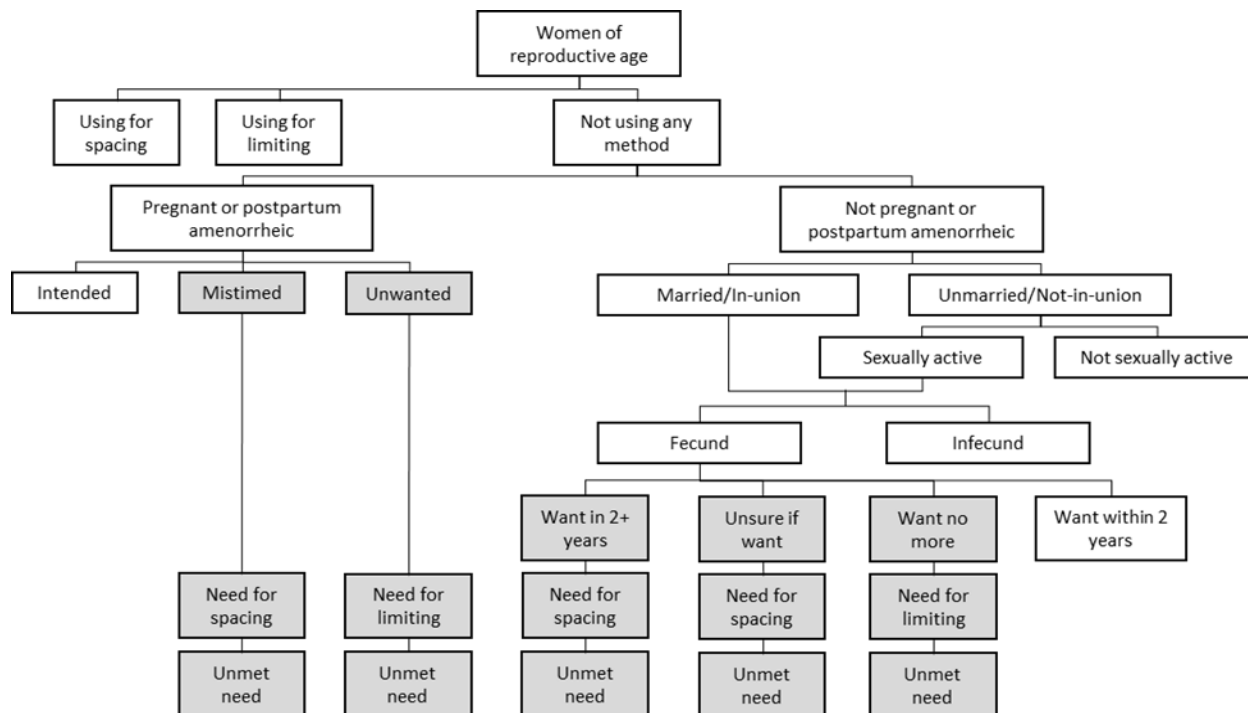 Women of
reproductive age
Using for
spacing
Using for
limiting
Not using any
method
Pregnant or postpartum
amenorrheic
Not pregnant or
postpartum amenorrheic
Intended
Mistimed
Unwanted
Married/In-union
Unmarried/Not-in-union
Sexually active
Not sexually active
Fecund
Infecund
Want in 2+
years
Unsure if
want
Want no
more
Want within 2
years
Need for
spacing
Need for
limiting
Need for
spacing
Need for
spacing
Need for
limiting
Unmet
need
Unmet
need
Unmet
need
Unmet
need
Unmet
need